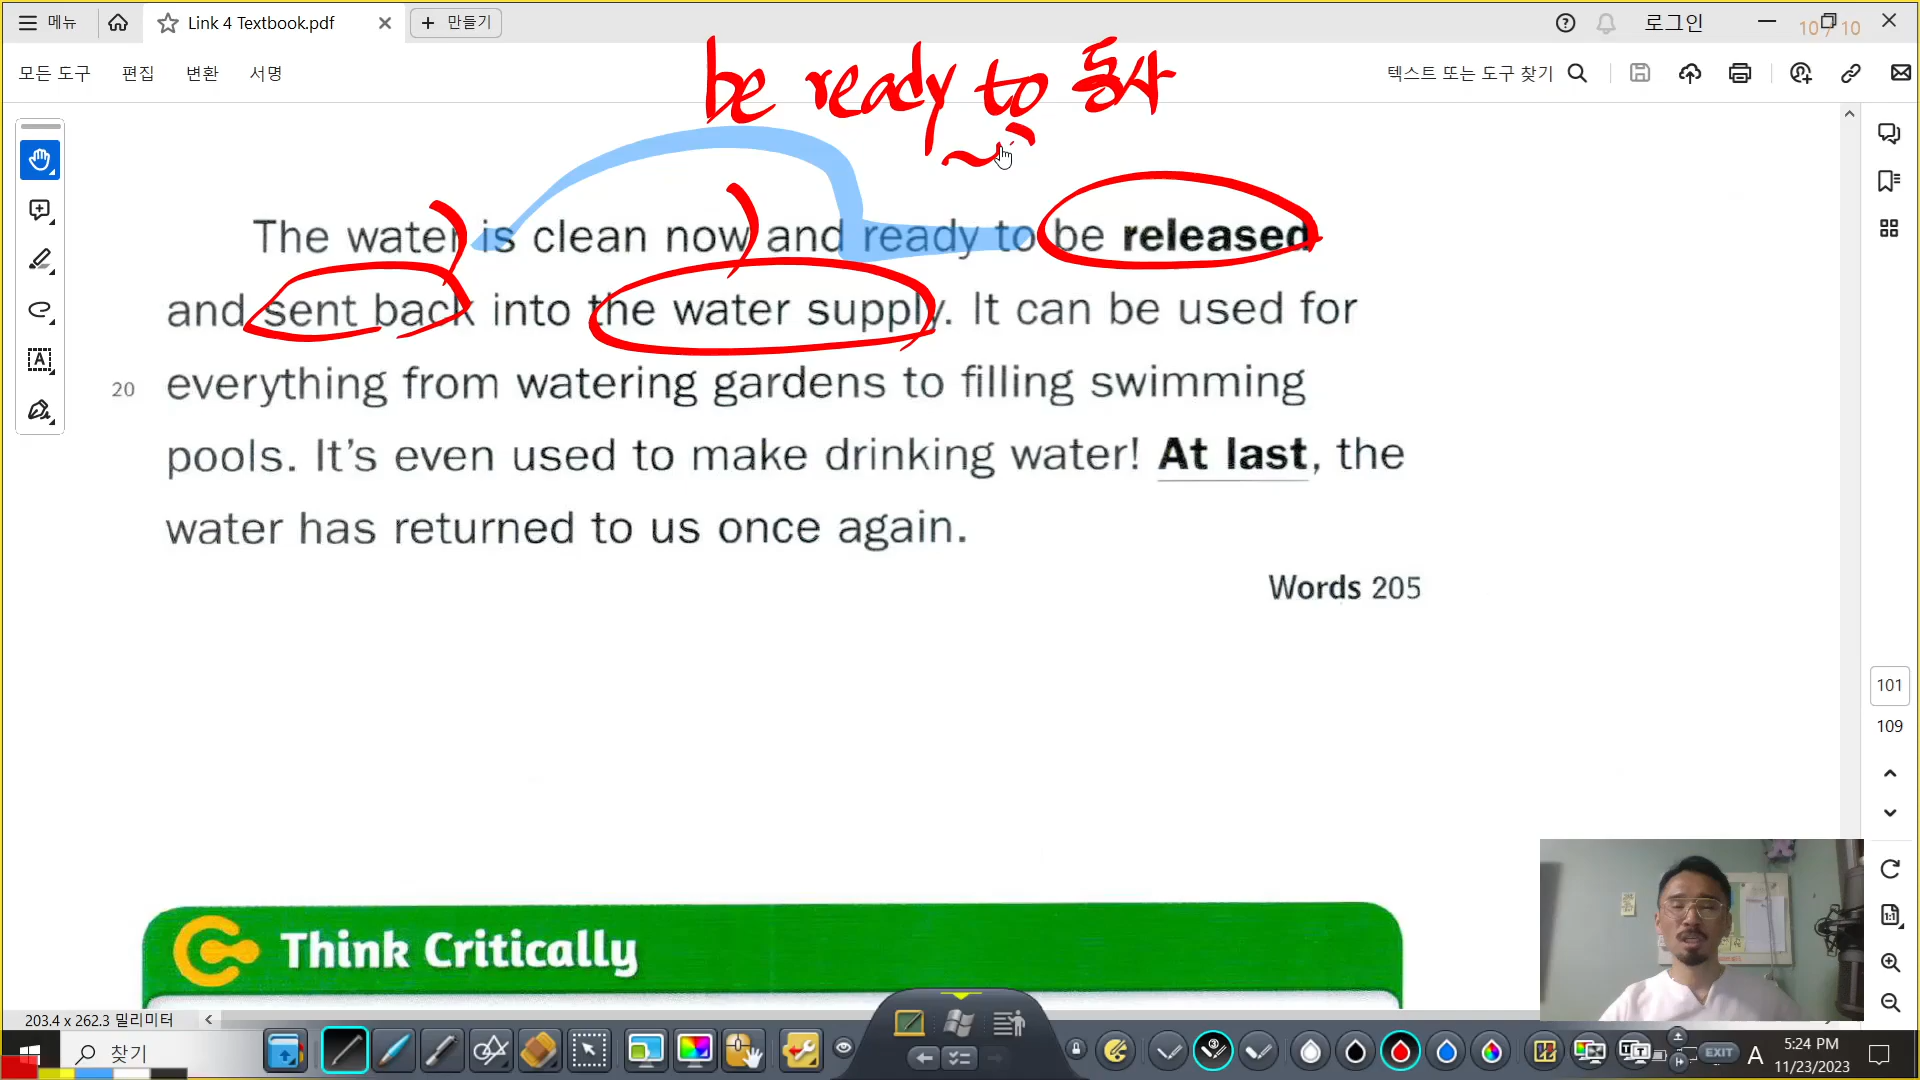 메뉴
Link 4 Textbook.pdf
만들기
로그인
10 / 10
모든 도구 편집 변환 서명
텍스트 또는 도구 찾기
be ready to 동사
The water is clean now and ready to be released
and sent back into the water supply. It can be used for
20 everything from watering gardens to filling swimming
pools. It's even used to make drinking water! At last, the
water has returned to us once again.
Words 205
101
109
Think Critically
203.4 x 262.3 밀리미터
찾기
EXIT
A
5:24 PM
11/23/2023